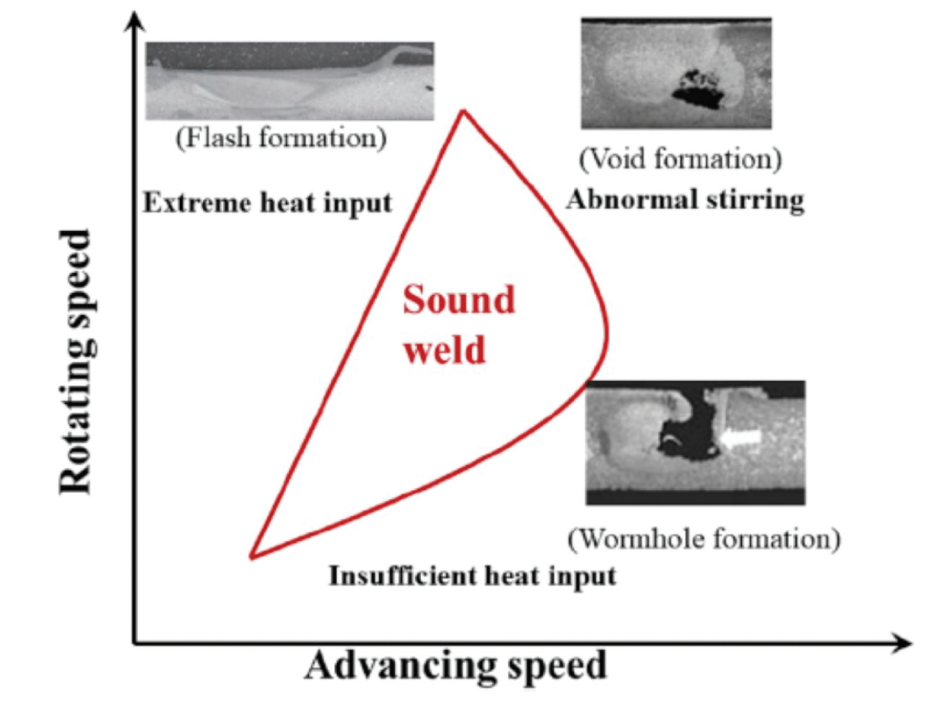 (Flash formation)
(Void formation)
Extreme heat input
Abnormal stirring
Sound
weld
Rotating speed
(Wormhole formation)
Insufficient heat input
Advancing speed